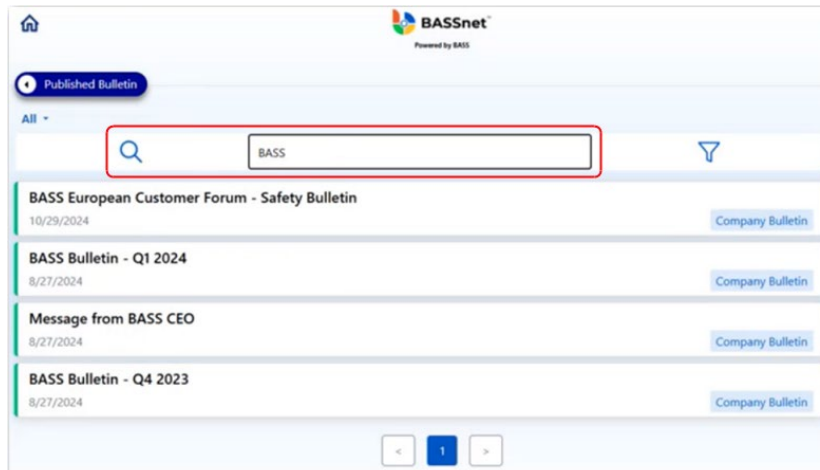 BASSnet™
Powered by BASS
Published Bulletin
All
BASS
BASS European Customer Forum - Safety Bulletin
10/29/2024
Company Bulletin
BASS Bulletin - Q1 2024
8/27/2024
Company Bulletin
Message from BASS CEO
8/27/2024
Company Bulletin
BASS Bulletin - Q4 2023
8/27/2024
Company Bulletin
< 1 >